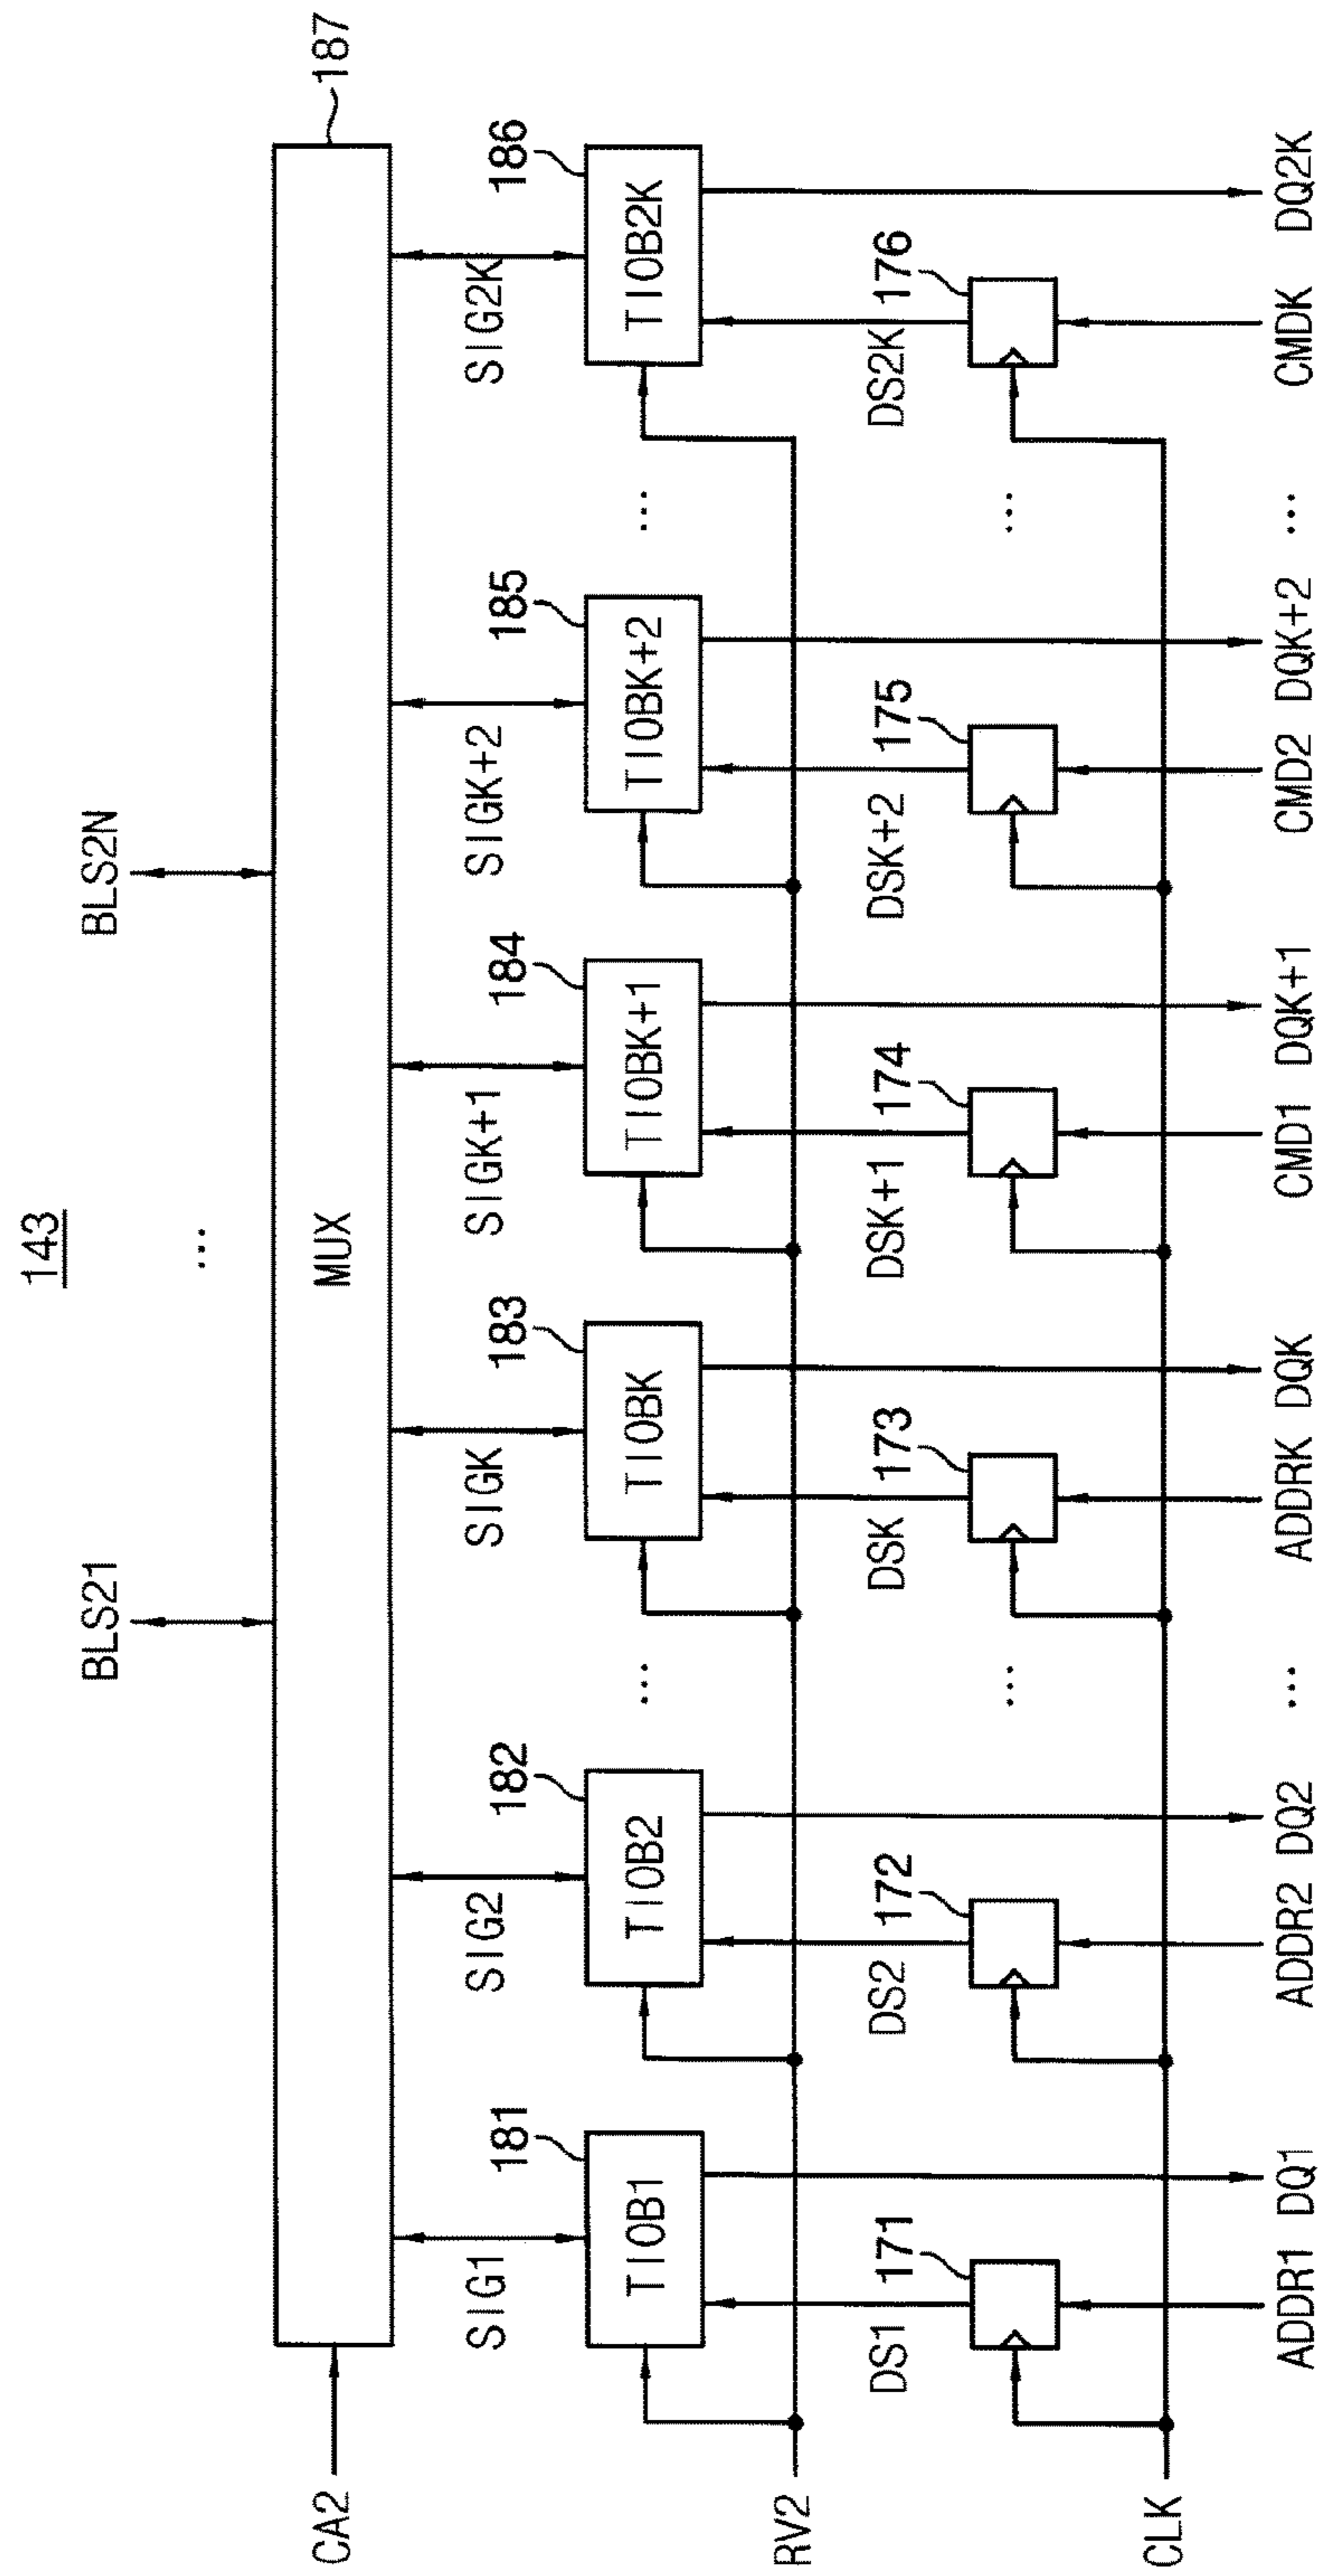 143
BLS21 ... BLS2N
CA2
MUX
187
SIG1 SIG2 SIGK SIGK+1 SIGK+2 SIG2K
181 182 183 184 185 186
TIOB1 TIOB2 ... TIOBK TIOBK+1 TIOBK+2 ... TIOB2K
RV2
DS1 DS2 DSK DSK+1 DSK+2 DS2K
171 172 173 174 175 176
... ...
CLK
ADDR1 DQ1 ADDR2 DQ2 ... ADDRK DQK CMD1 DQK+1 CMD2 DQK+2 ... CMDK DQ2K